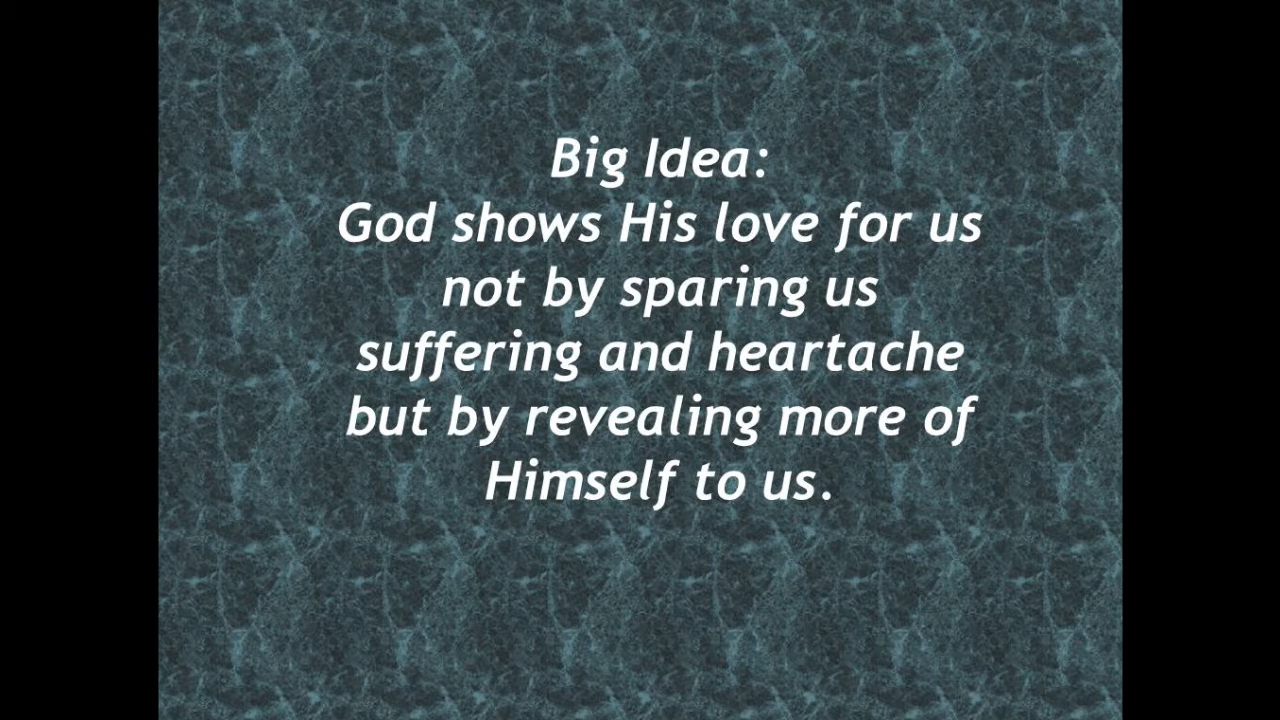 Big Idea:
God shows His love for us
not by sparing us
suffering and heartache
but by revealing more of
Himself to us.